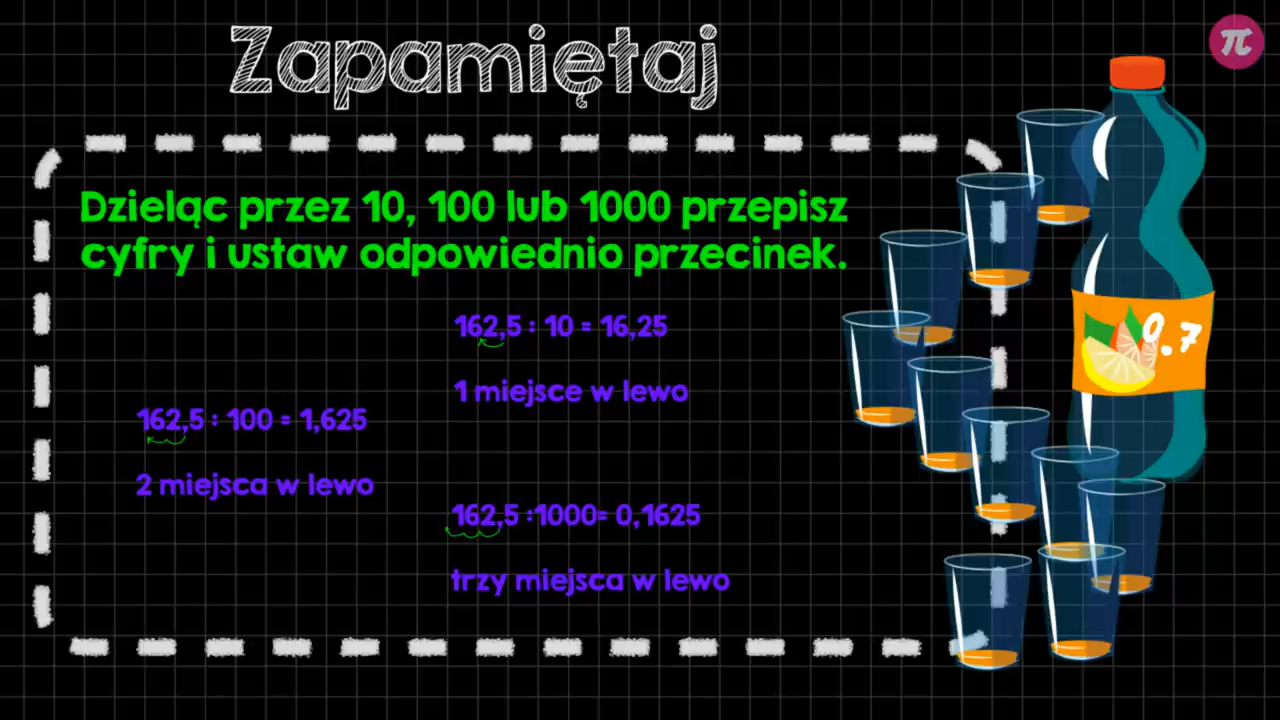 Zapamiętaj
π
Dzieląc przez 10, 100 lub 1000 przepisz
cyfry i ustaw odpowiednio przecinek.
162,5 : 10 = 16,25
1 miejsce w lewo
162,5 : 100 = 1,625
2 miejsca w lewo
162,5 :1000= 0,1625
trzy miejsca w lewo
0.7